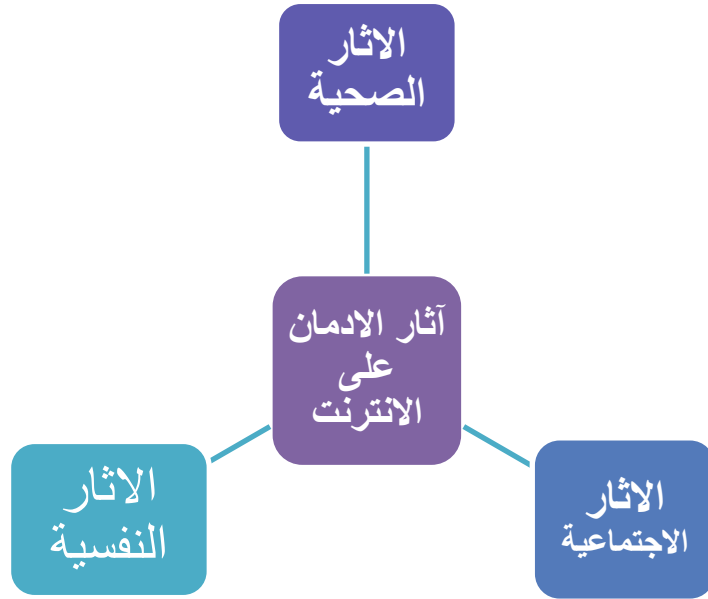 الاثار
الصحية
آثار الادمان
على
الانترنت
الاثار
الاجتماعية
الاثار
النفسية